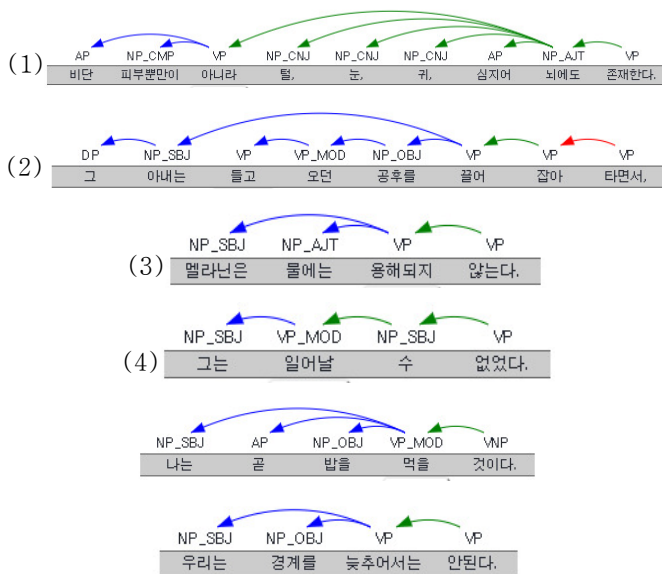 AP NP_CMP VP NP_CNJ NP_CNJ NP_CNJ AP NP_AJT VP
(1) 비단 피부뿐만이 아니라 털, 눈, 귀, 심지어 뇌에도 존재한다.
DP NP_SBJ VP VP_MOD NP_OBJ VP VP VP
(2) 그 아내는 들고 오던 공후를 끌어 잡아 타면서,
NP_SBJ NP_AJT VP VP
(3) 멜라닌은 물에는 용해되지 않는다.
NP_SBJ VP_MOD NP_SBJ VP
(4) 그는 일어날 수 없었다.
NP_SBJ AP NP_OBJ VP_MOD VNP
나는 곧 밥을 먹을 것이다.
NP_SBJ NP_OBJ VP VP
우리는 경계를 늦추어서는 안된다.